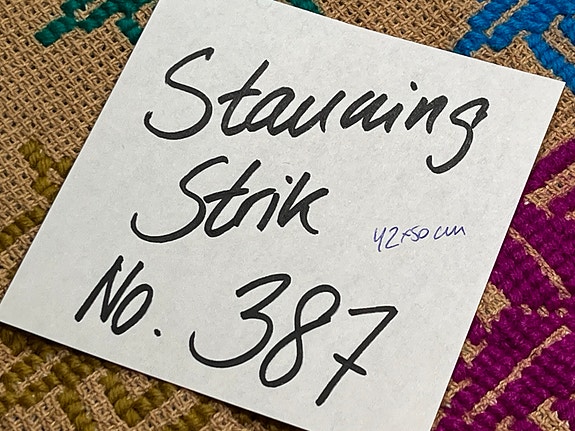 Stauning
Strik
42x50 cm
No. 387